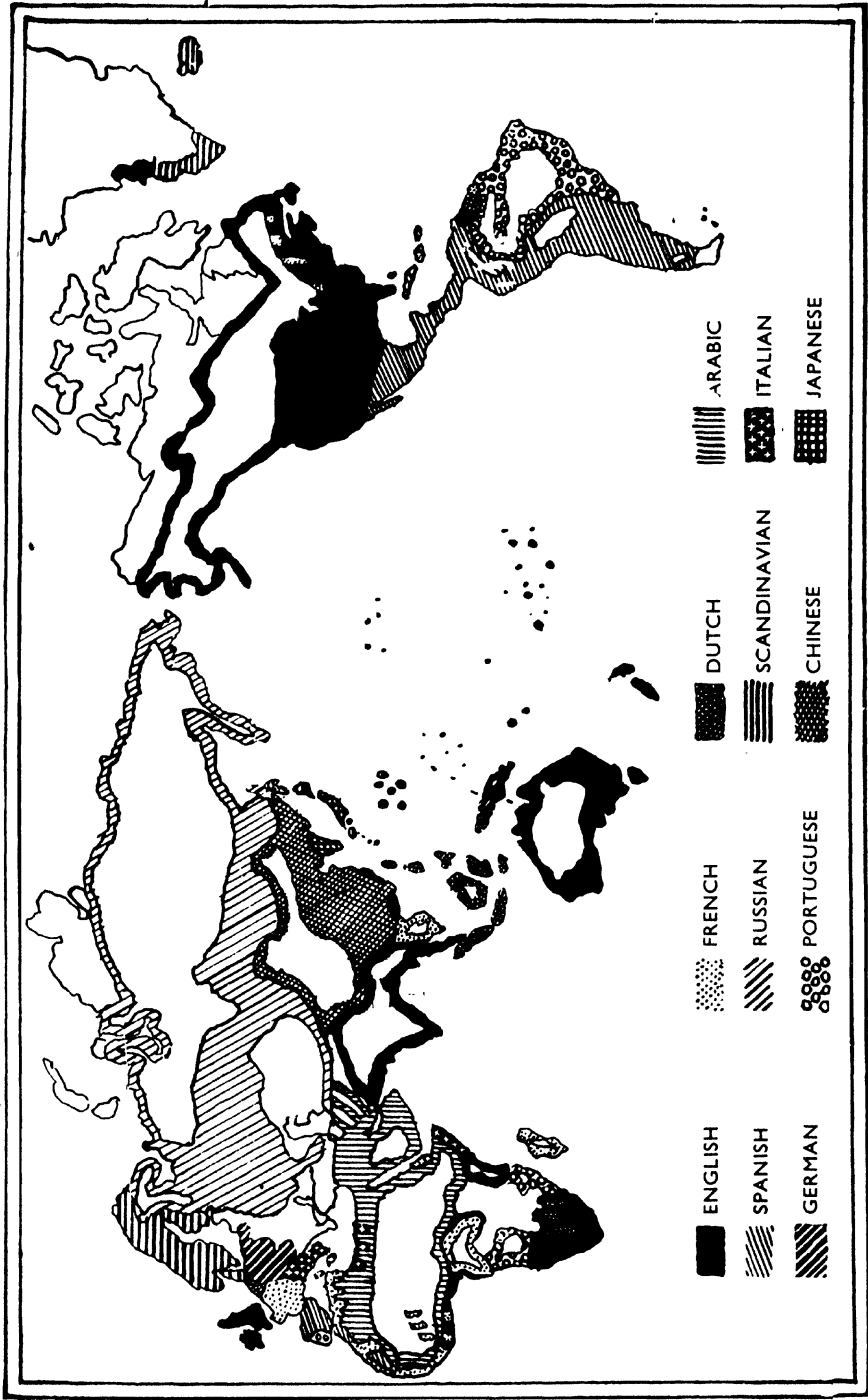 ENGLISH
SPANISH
GERMAN
FRENCH
RUSSIAN
PORTUGUESE
DUTCH
SCANDINAVIAN
CHINESE
ARABIC
ITALIAN
JAPANESE